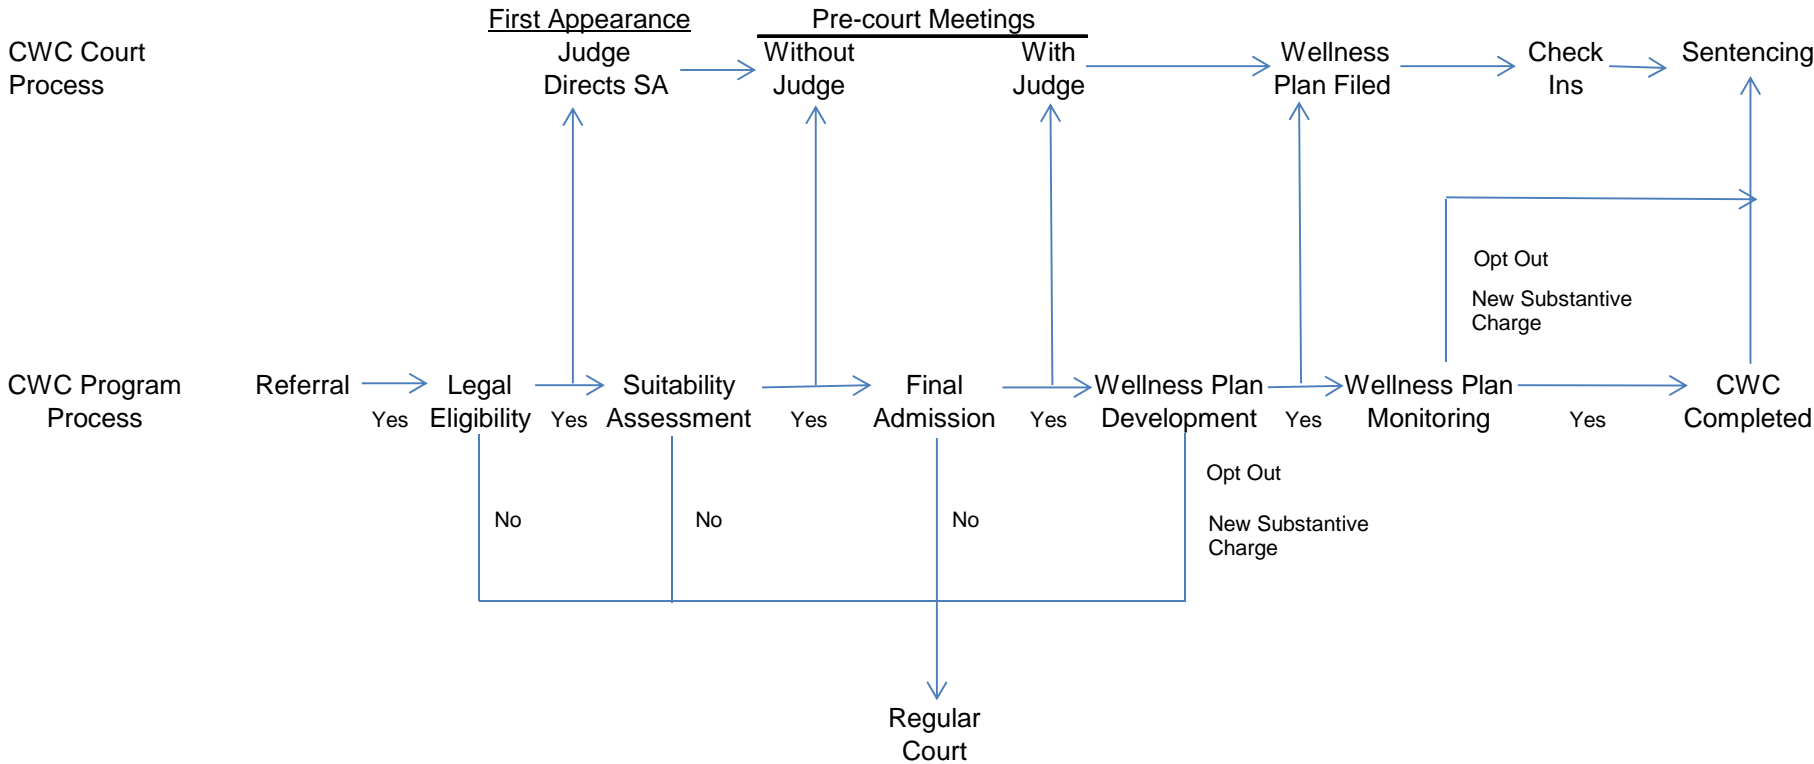 First Appearance
Pre-court Meetings
CWC Court
Process
Judge
Directs SA
Without
Judge
With
Judge
Wellness
Plan Filed
Check
Ins
Sentencing
Opt Out
New Substantive
Charge
CWC Program
Process
Referral
Yes
Legal
Eligibility
Yes
Suitability
Assessment
Yes
Final
Admission
Yes
Wellness Plan
Development
Yes
Wellness Plan
Monitoring
Yes
CWC
Completed
No
No
No
Opt Out
New Substantive
Charge
Regular
Court